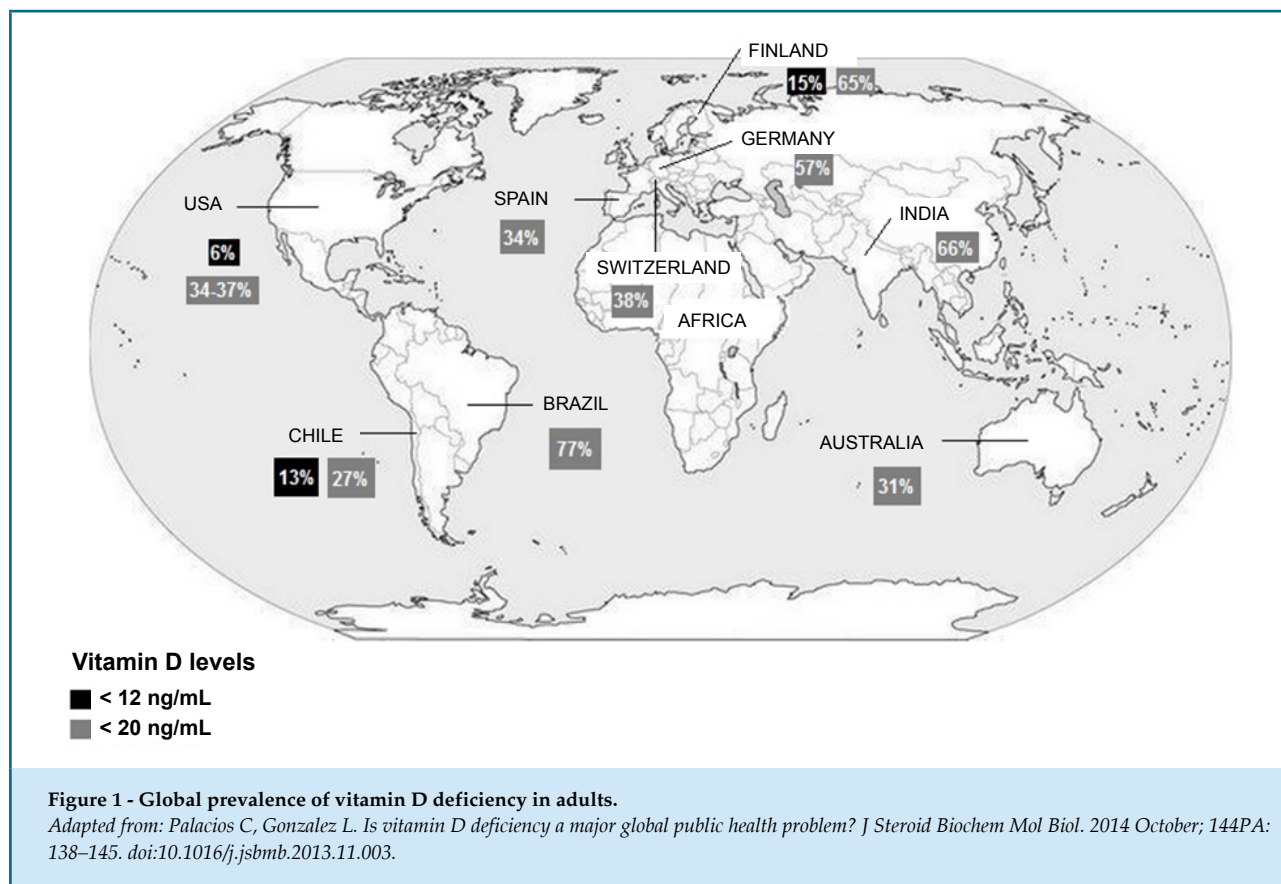 FINLAND
15% 65%
GERMANY
57%
USA
SPAIN
INDIA
6%
34%
66%
34-37%
SWITZERLAND
38%
AFRICA
BRAZIL
CHILE
77%
AUSTRALIA
13% 27%
31%
Vitamin D levels
< 12 ng/mL
< 20 ng/mL
Figure 1 - Global prevalence of vitamin D deficiency in adults.
Adapted from: Palacios C, Gonzalez L. Is vitamin D deficiency a major global public health problem? J Steroid Biochem Mol Biol. 2014 October; 144PA:
138–145. doi:10.1016/j.jsbmb.2013.11.003.